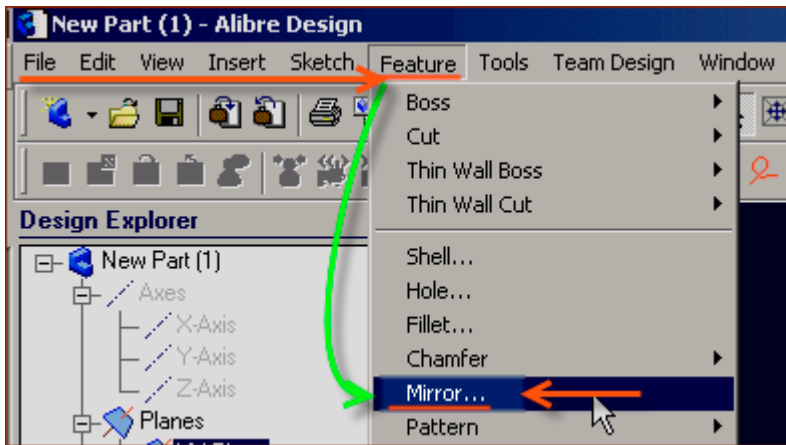 New Part (1) - Alibre Design
File Edit View Insert Sketch Feature Tools Team Design Window
Boss
Cut
Thin Wall Boss
Thin Wall Cut
Design Explorer
New Part (1)
Shell...
Axes
Hole...
X-Axis
Fillet...
Y-Axis
Chamfer
Z-Axis
Mirror...
Planes
Pattern